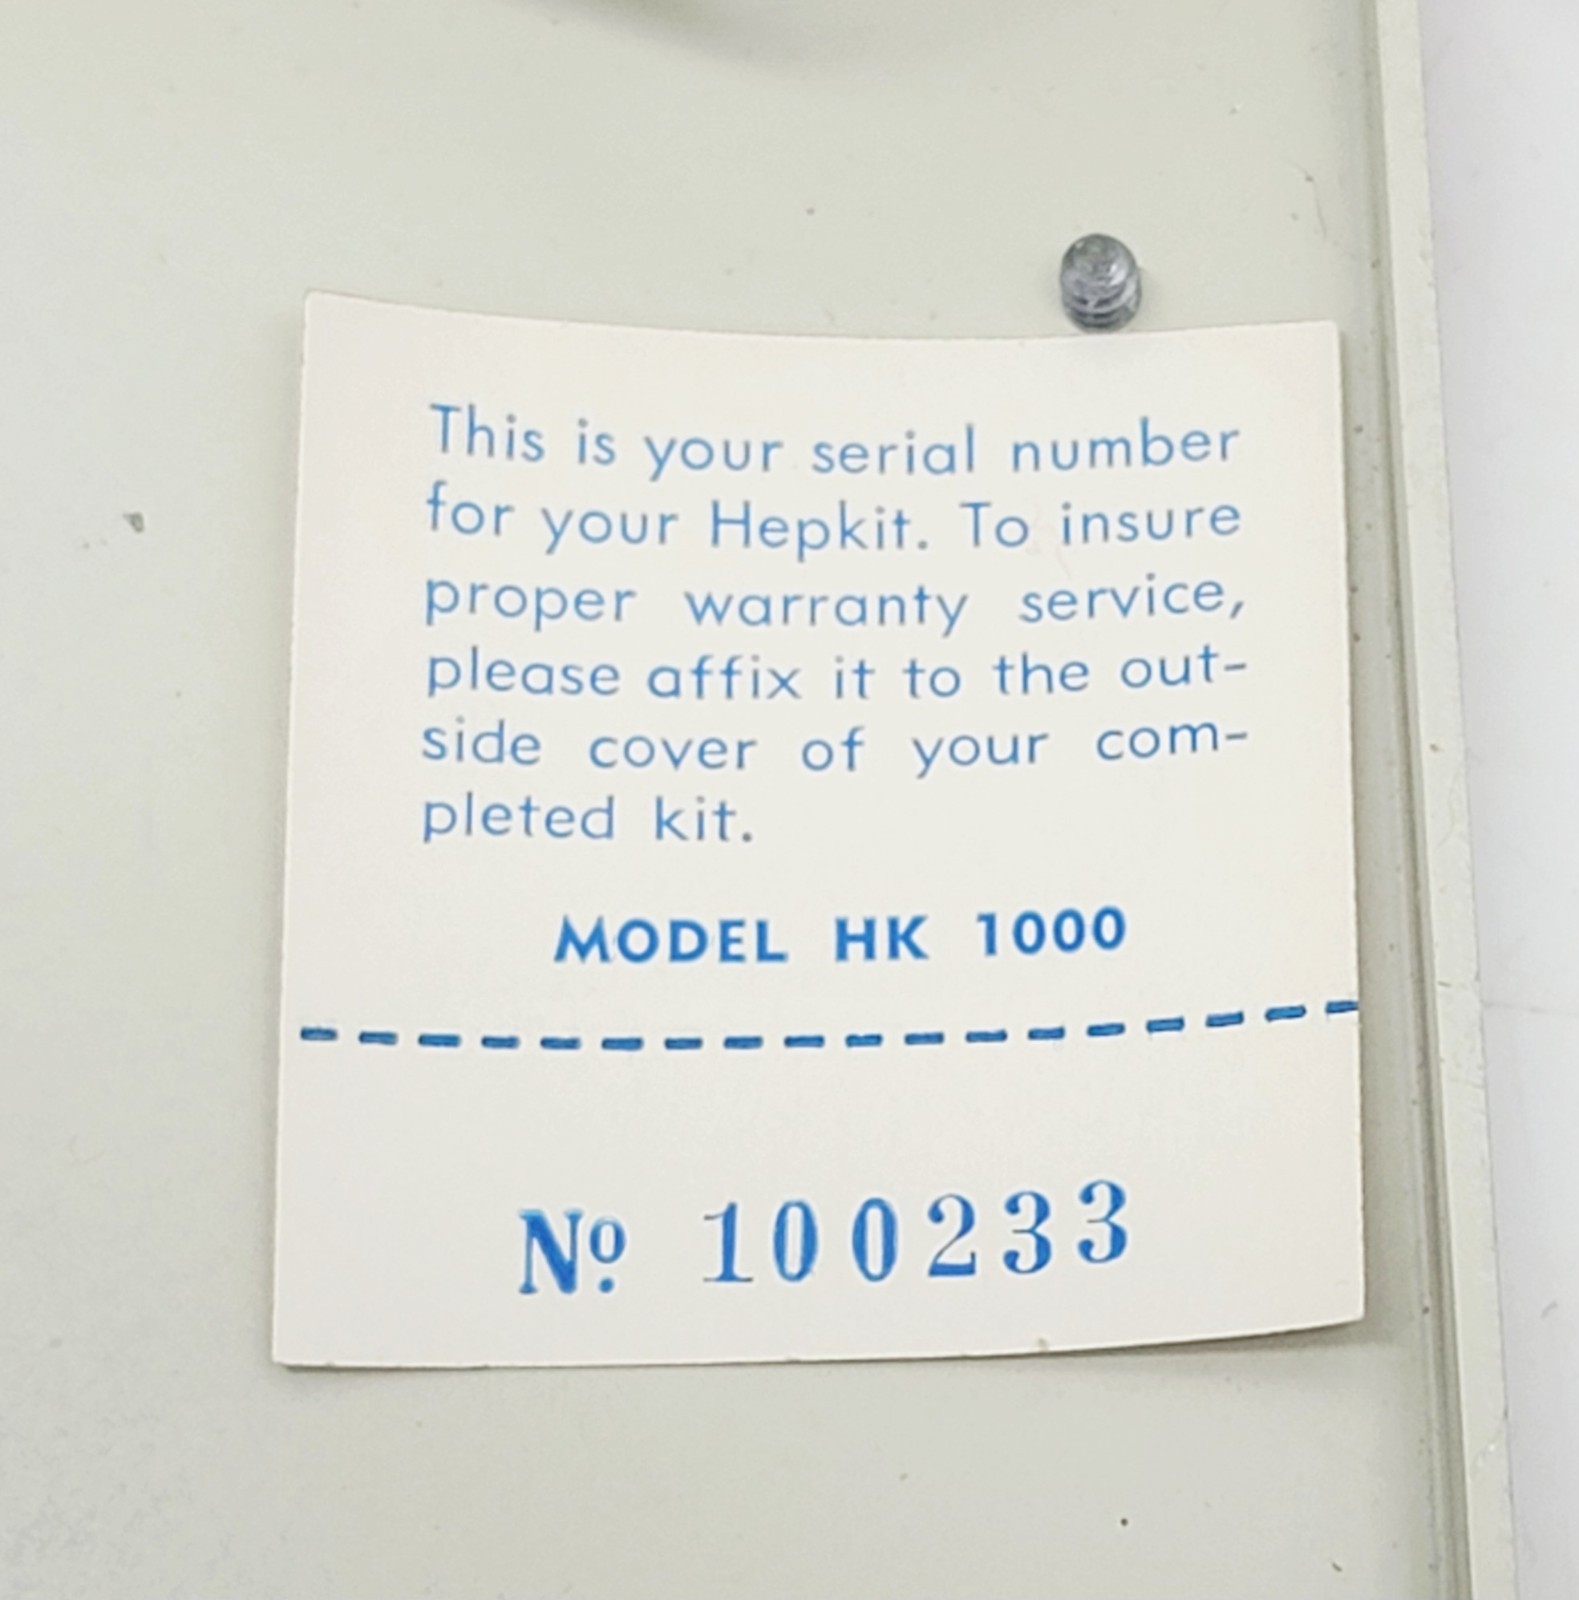 This is your serial number
for your Hepkit. To insure
proper warranty service,
please affix it to the out-
side cover of your com-
pleted kit.
MODEL HK 1000
Nº 100233